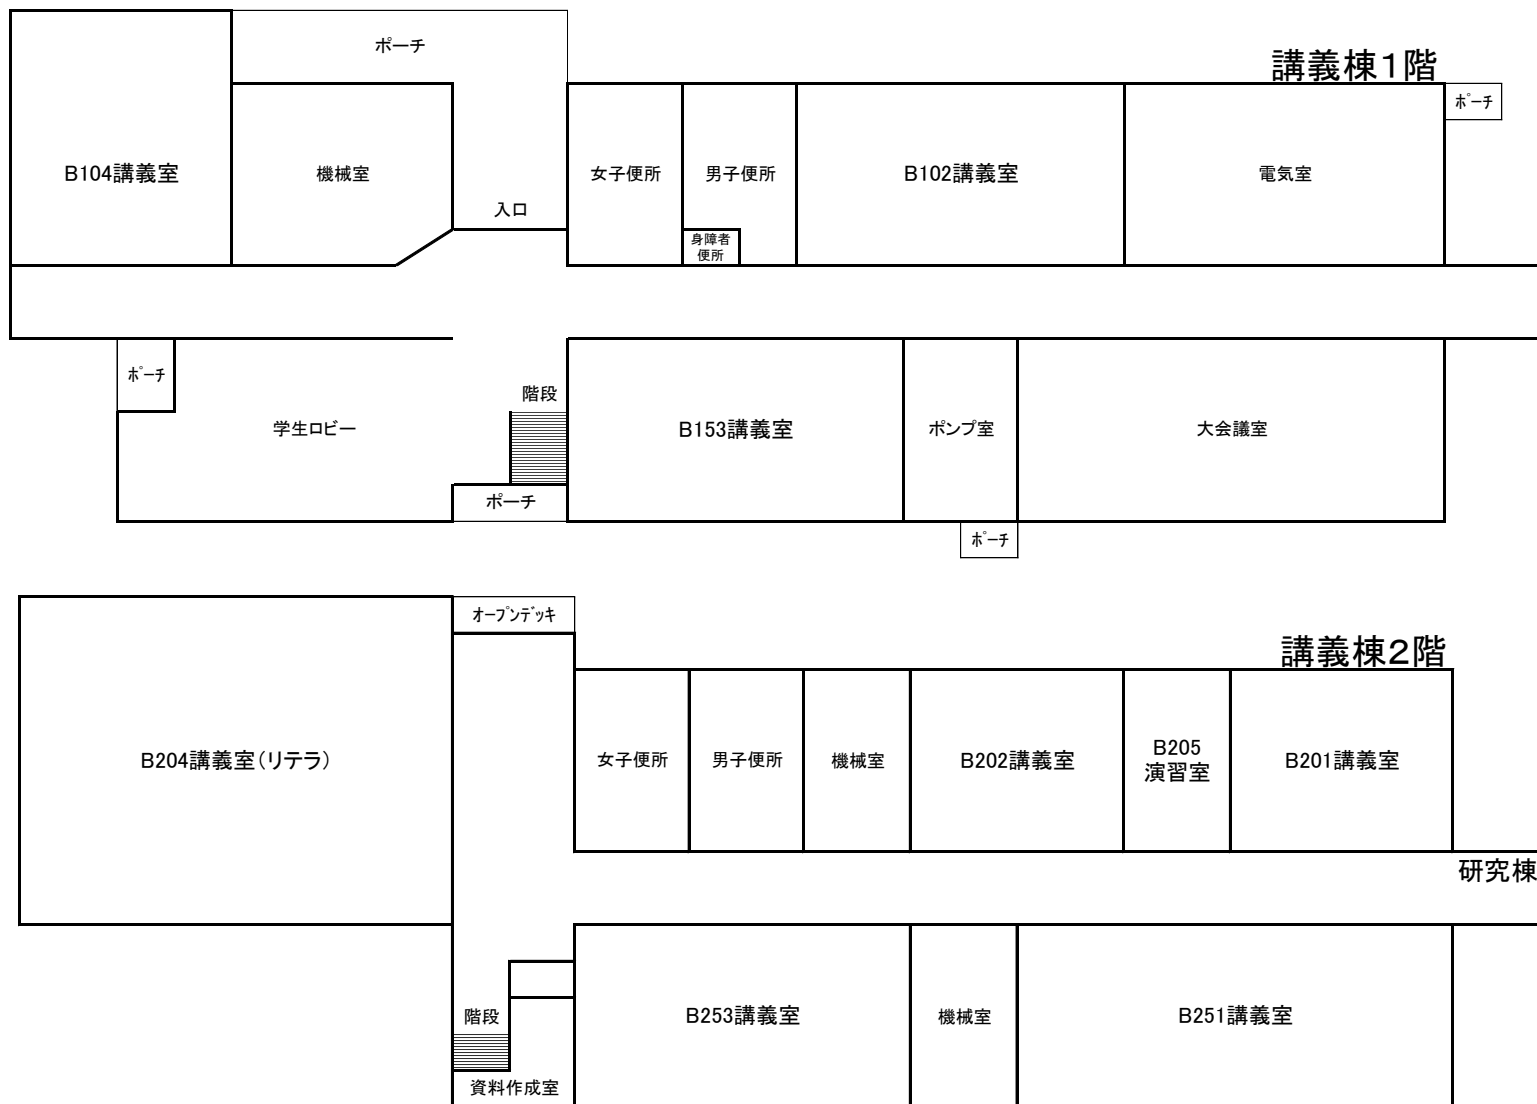 ポーチ
講義棟１階
ﾎﾟｰﾁ
B104講義室
機械室
女子便所
男子便所
B102講義室
電気室
入口
身障者
便所
ﾎﾟｰﾁ
階段
学生ロビー
B153講義室
ポンプ室
大会議室
ポーチ
ﾎﾟｰﾁ
ｵｰﾌﾟﾝﾃﾞｯｷ
講義棟２階
B204講義室（リテラ）
女子便所
男子便所
機械室
B202講義室
B205
演習室
B201講義室
研究棟
階段
B253講義室
機械室
B251講義室
資料作成室